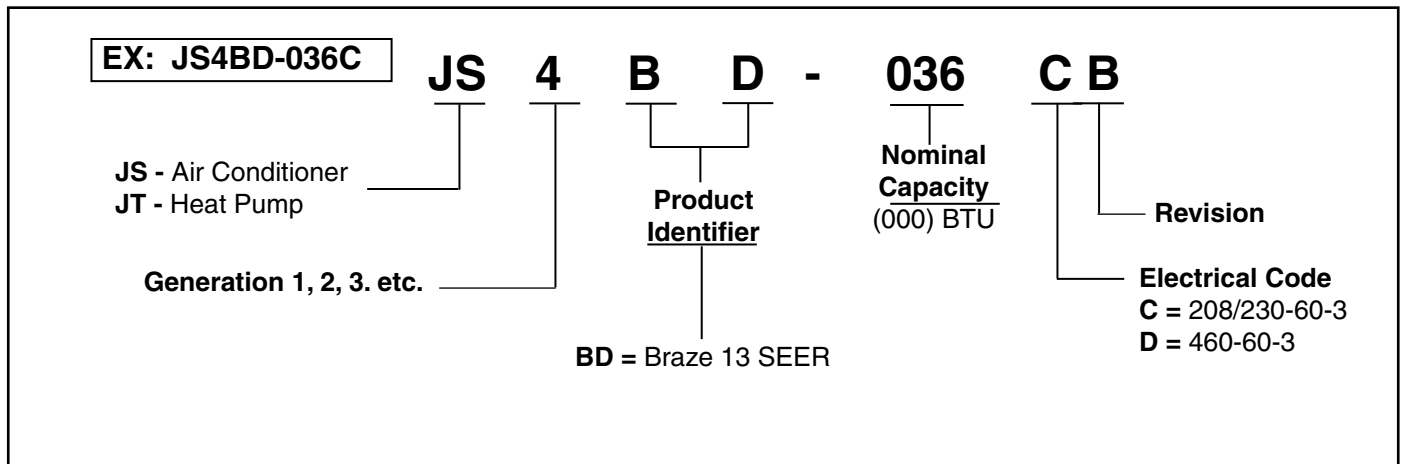 EX: JS4BD-036C
JS 4 B D - 036 C B
JS - Air Conditioner
JT - Heat Pump
Generation 1, 2, 3. etc.
Product
Identifier
BD = Braze 13 SEER
Nominal
Capacity
(000) BTU
Revision
Electrical Code
C = 208/230-60-3
D = 460-60-3